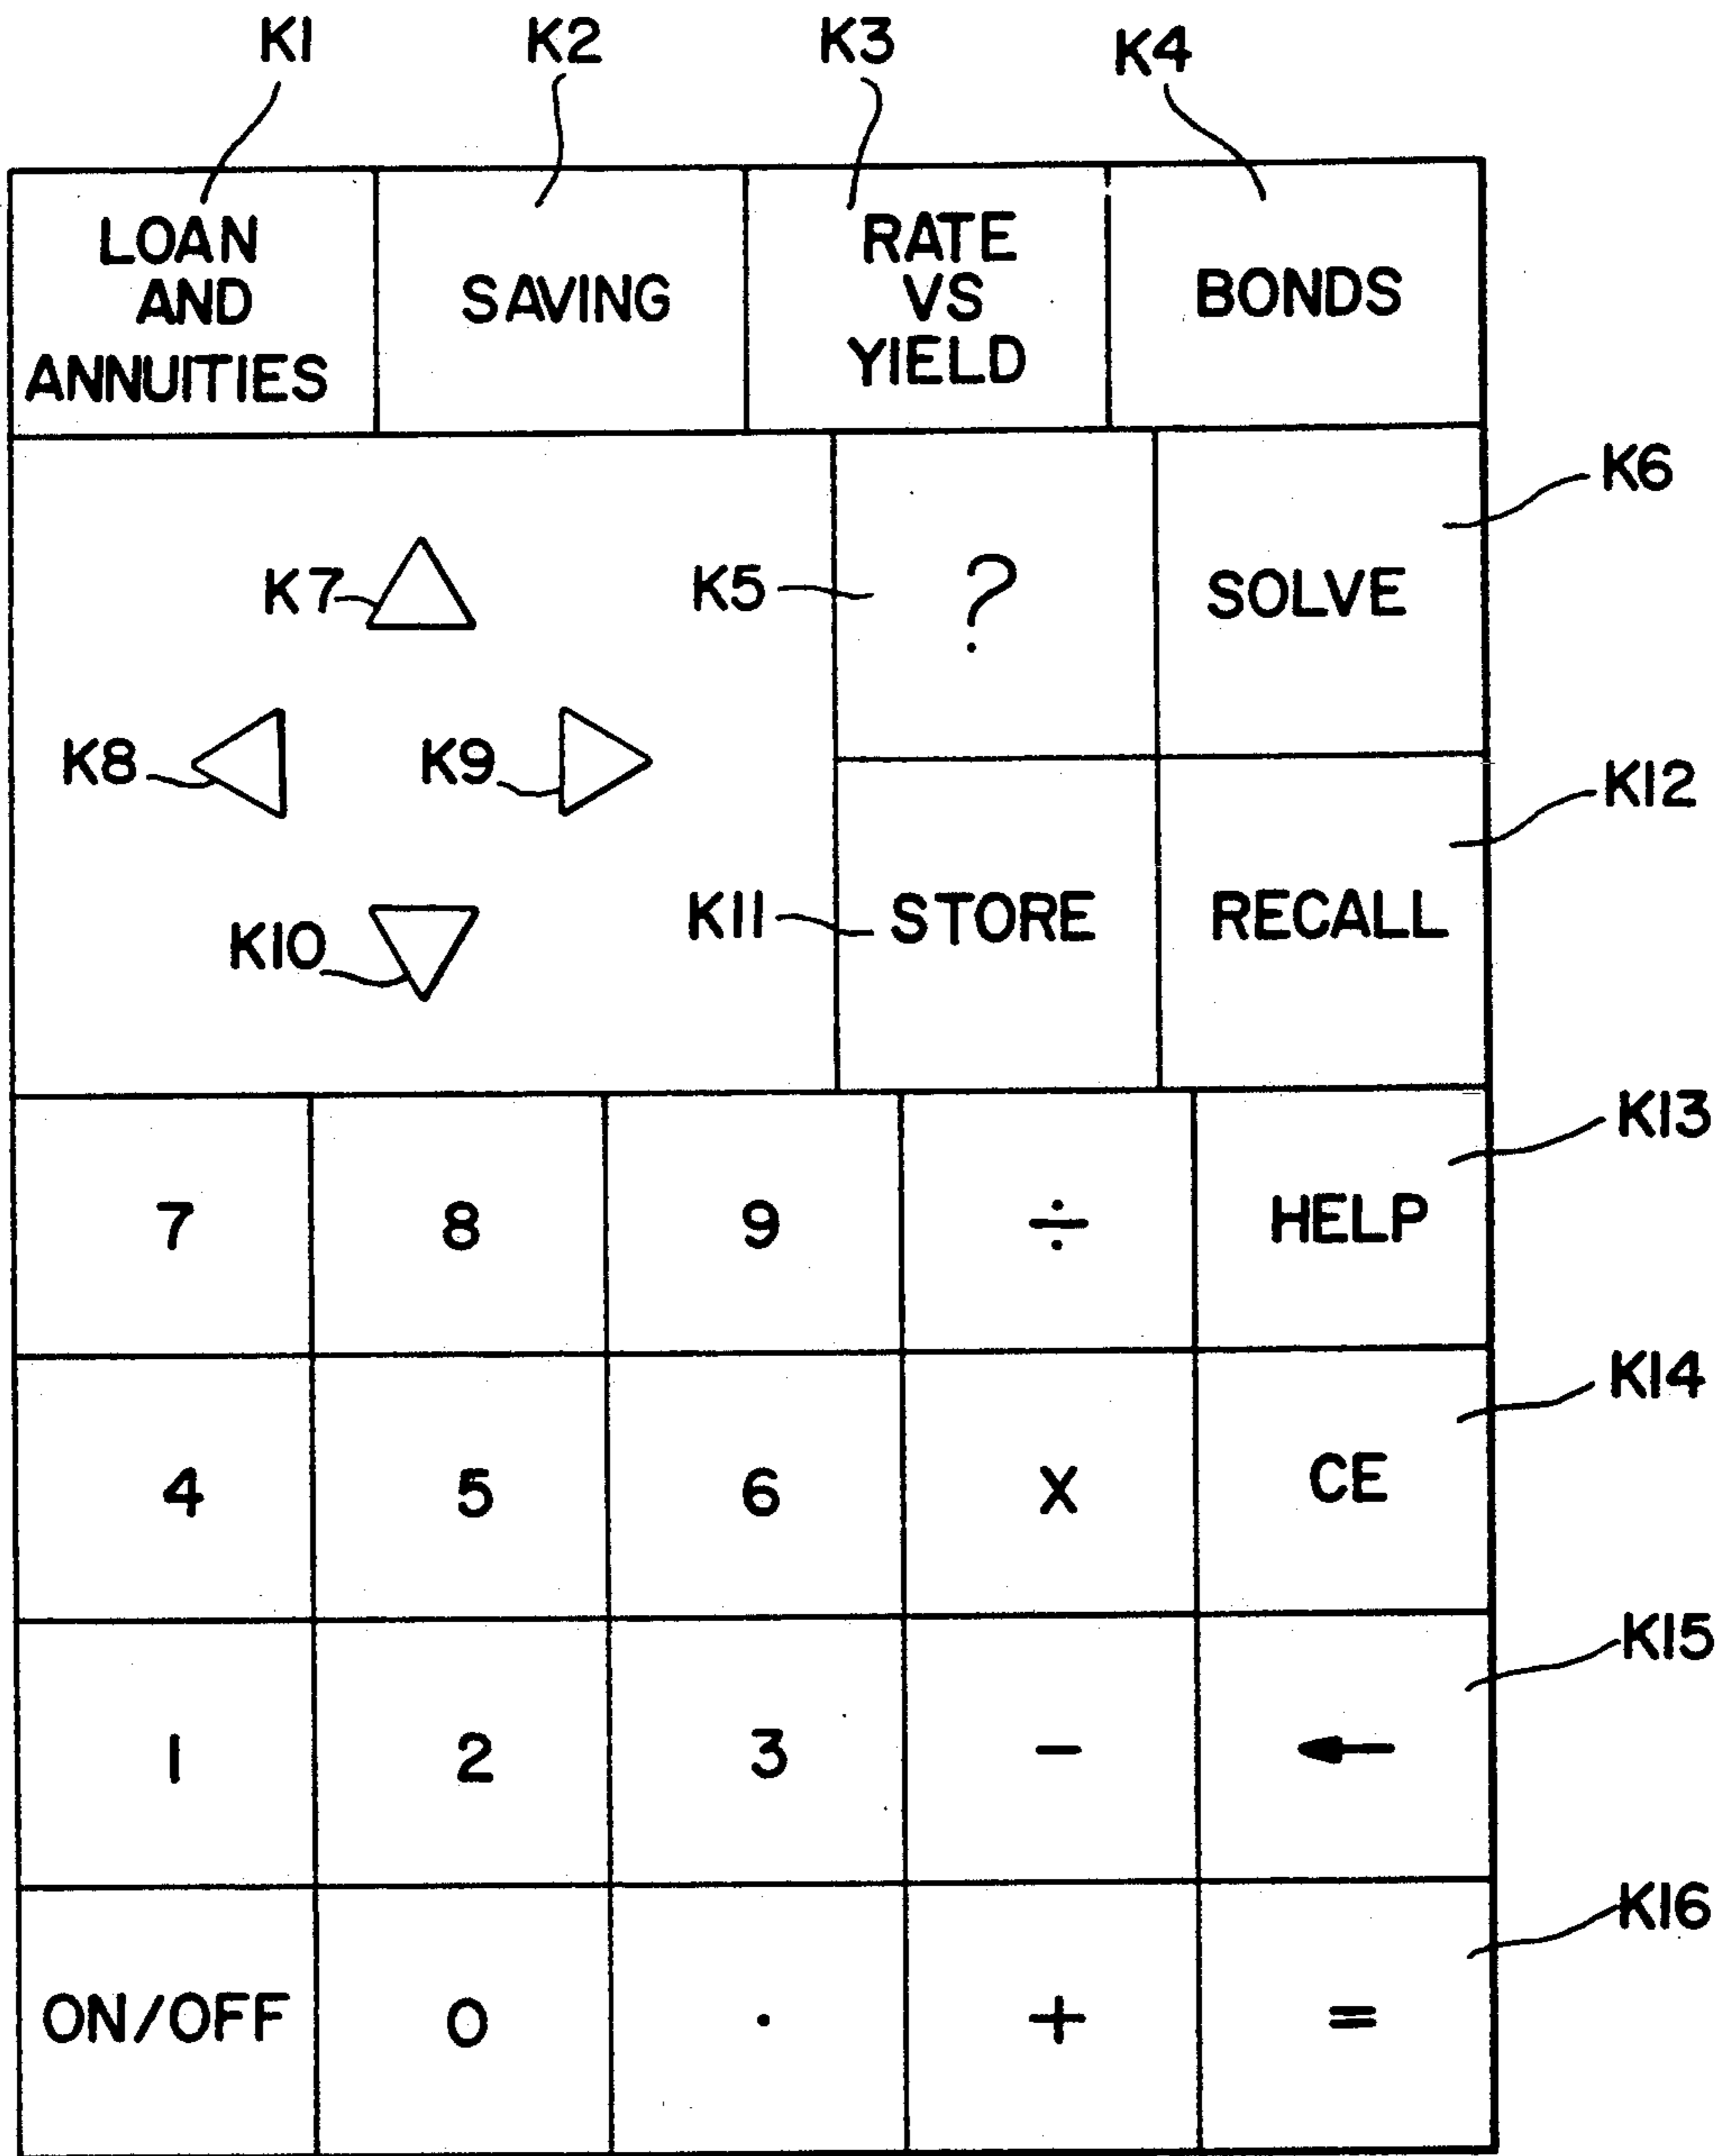 K1 K2 K3 K4
LOAN
AND
ANNUITIES
SAVING
RATE
VS
YIELD
BONDS
K6
K7 K5 ? SOLVE
K8 K9
K12
K10 K11 STORE RECALL
K13
7 8 9 ÷ HELP
K14
4 5 6 X CE
K15
1 2 3 - ←
K16
ON/OFF 0 . + =